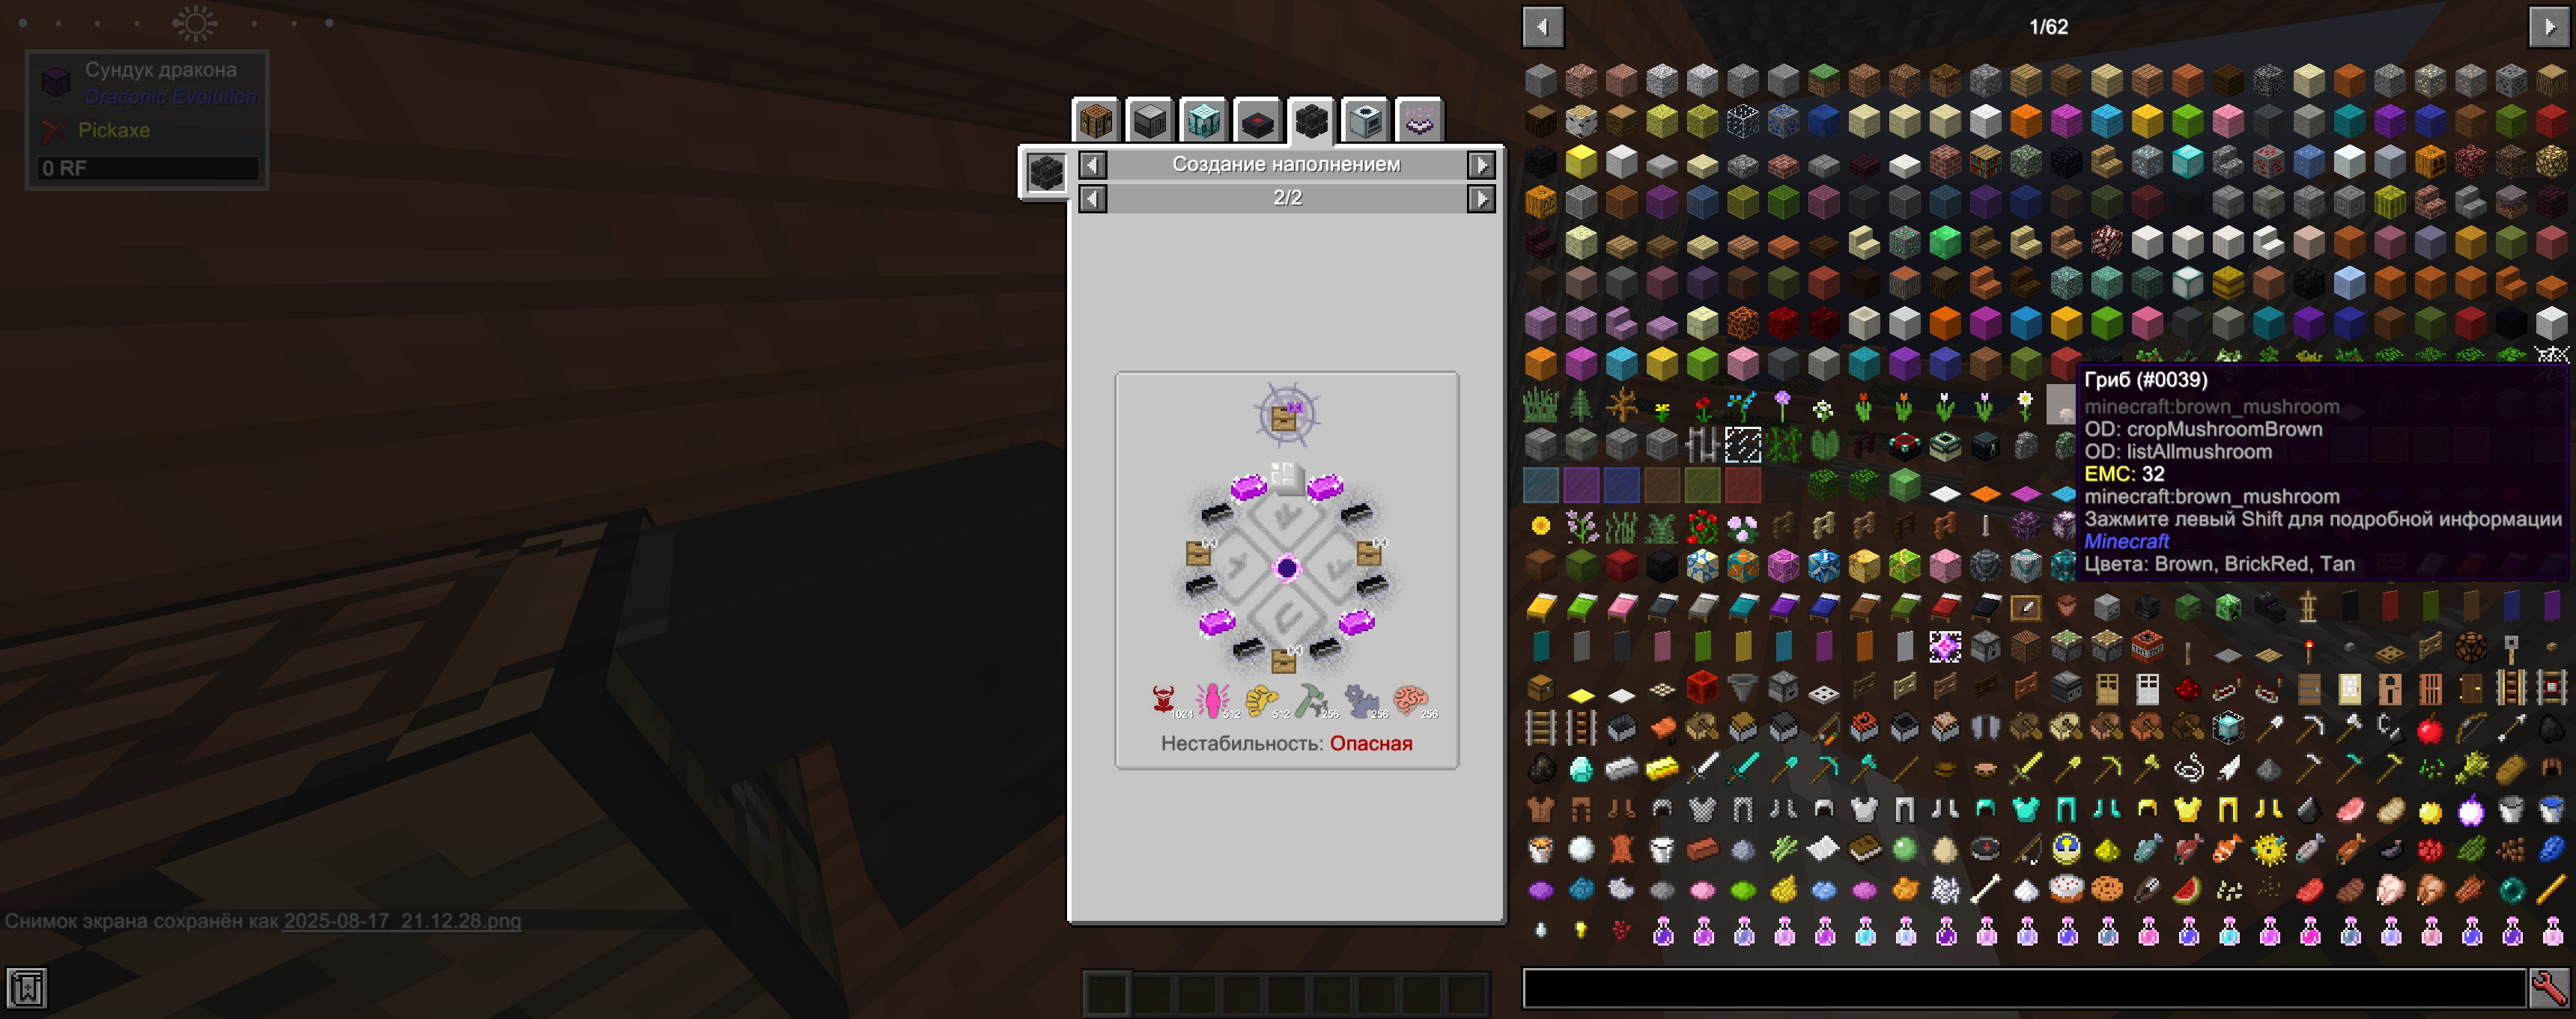 Сундук дракона
Draconic Evolution
Pickaxe
0 RF
Создание наполнением
2/2
1024
512
512
256
256
256
Нестабильность: Опасная
1/62
Гриб (#0039)
minecraft:brown_mushroom
OD: cropMushroomBrown
OD: listAllmushroom
EMC: 32
minecraft:brown_mushroom
Зажмите левый Shift для подробной информации
Minecraft
Цвета: Brown, BrickRed, Tan
Снимок экрана сохранён как 2025-08-17_21.12.28.png